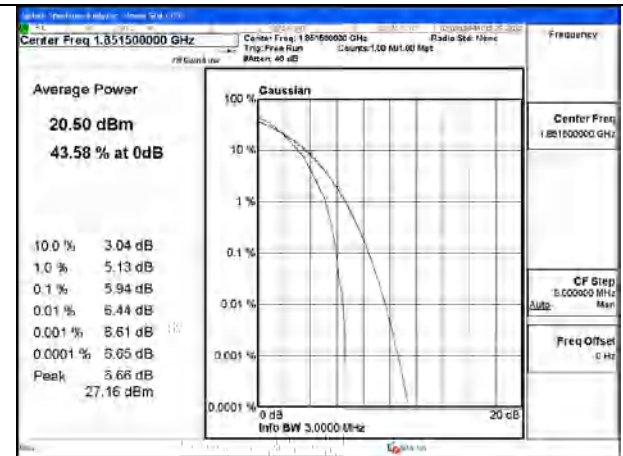 Center Freq 1.851500000 GHz
Center Freq: 1.851500000 GHz
Radio Std: None
Trig: Free Run
Counts:1.00 M/1.00 Mpt
#Atten: 40 dB
Frequency
Average Power
20.50 dBm
43.58 % at 0dB
10.0 % 3.04 dB
1.0 % 5.13 dB
0.1 % 5.94 dB
0.01 % 6.44 dB
0.001 % 6.61 dB
0.0001 % 6.65 dB
Peak 6.66 dB
27.16 dBm
Gaussian
100 %
10 %
1 %
0.1 %
0.01 %
0.001 %
0.0001 %
0 dB
20 dB
Info BW 3.0000 MHz
Center Freq
1.851500000 GHz
CF Step
5.000000 MHz
Auto Man
Freq Offset
0 Hz